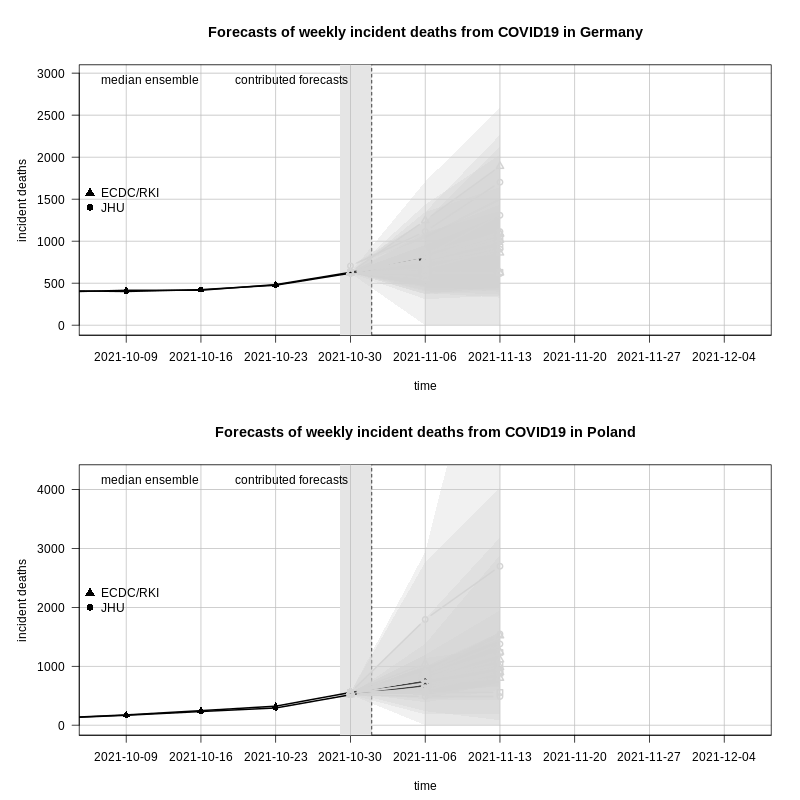 Forecasts of weekly incident deaths from COVID19 in Germany
median ensemble contributed forecasts
3000
2500
2000
1500
1000
500
0
incident deaths
ECDC/RKI
JHU
2021-10-09 2021-10-16 2021-10-23 2021-10-30 2021-11-06 2021-11-13 2021-11-20 2021-11-27 2021-12-04
time
Forecasts of weekly incident deaths from COVID19 in Poland
median ensemble contributed forecasts
4000
3000
2000
1000
0
incident deaths
ECDC/RKI
JHU
2021-10-09 2021-10-16 2021-10-23 2021-10-30 2021-11-06 2021-11-13 2021-11-20 2021-11-27 2021-12-04
time